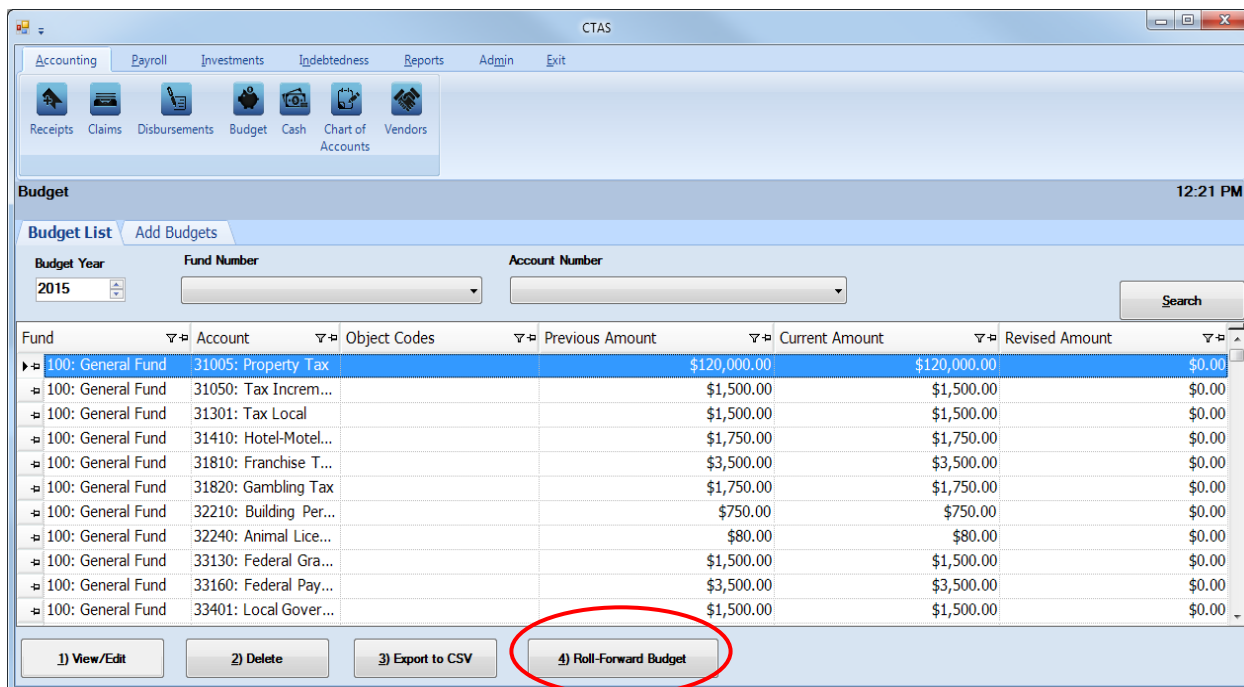 CTAS
Accounting Payroll Investments Indebtedness Reports Admin Exit
Receipts Claims Disbursements Budget Cash Chart of Accounts Vendors
Budget 12:21 PM
Budget List Add Budgets
Budget Year Fund Number Account Number
2015
Search
Fund Account Object Codes Previous Amount Current Amount Revised Amount
100: General Fund 31005: Property Tax $120,000.00 $120,000.00 $0.00
100: General Fund 31050: Tax Increm... $1,500.00 $1,500.00 $0.00
100: General Fund 31301: Tax Local $1,500.00 $1,500.00 $0.00
100: General Fund 31410: Hotel-Motel... $1,750.00 $1,750.00 $0.00
100: General Fund 31810: Franchise T... $3,500.00 $3,500.00 $0.00
100: General Fund 31820: Gambling Tax $1,750.00 $1,750.00 $0.00
100: General Fund 32210: Building Per... $750.00 $750.00 $0.00
100: General Fund 32240: Animal Lice... $80.00 $80.00 $0.00
100: General Fund 33130: Federal Gra... $1,500.00 $1,500.00 $0.00
100: General Fund 33160: Federal Pay... $3,500.00 $3,500.00 $0.00
100: General Fund 33401: Local Gover... $1,500.00 $1,500.00 $0.00
1) View/Edit 2) Delete 3) Export to CSV 4) Roll-Forward Budget